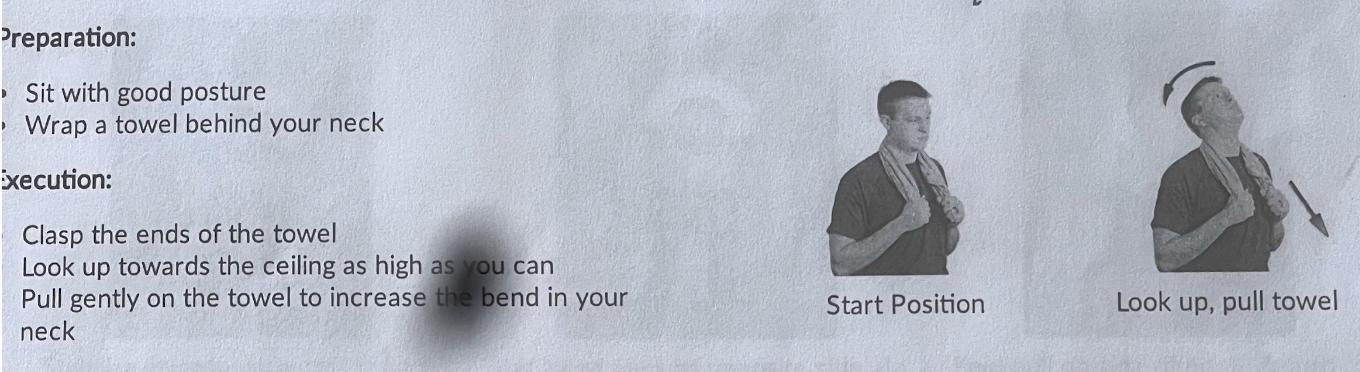 Preparation:
Sit with good posture
Wrap a towel behind your neck
Execution:
Clasp the ends of the towel
Look up towards the ceiling as high as you can
Pull gently on the towel to increase the bend in your
neck
Start Position
Look up, pull towel